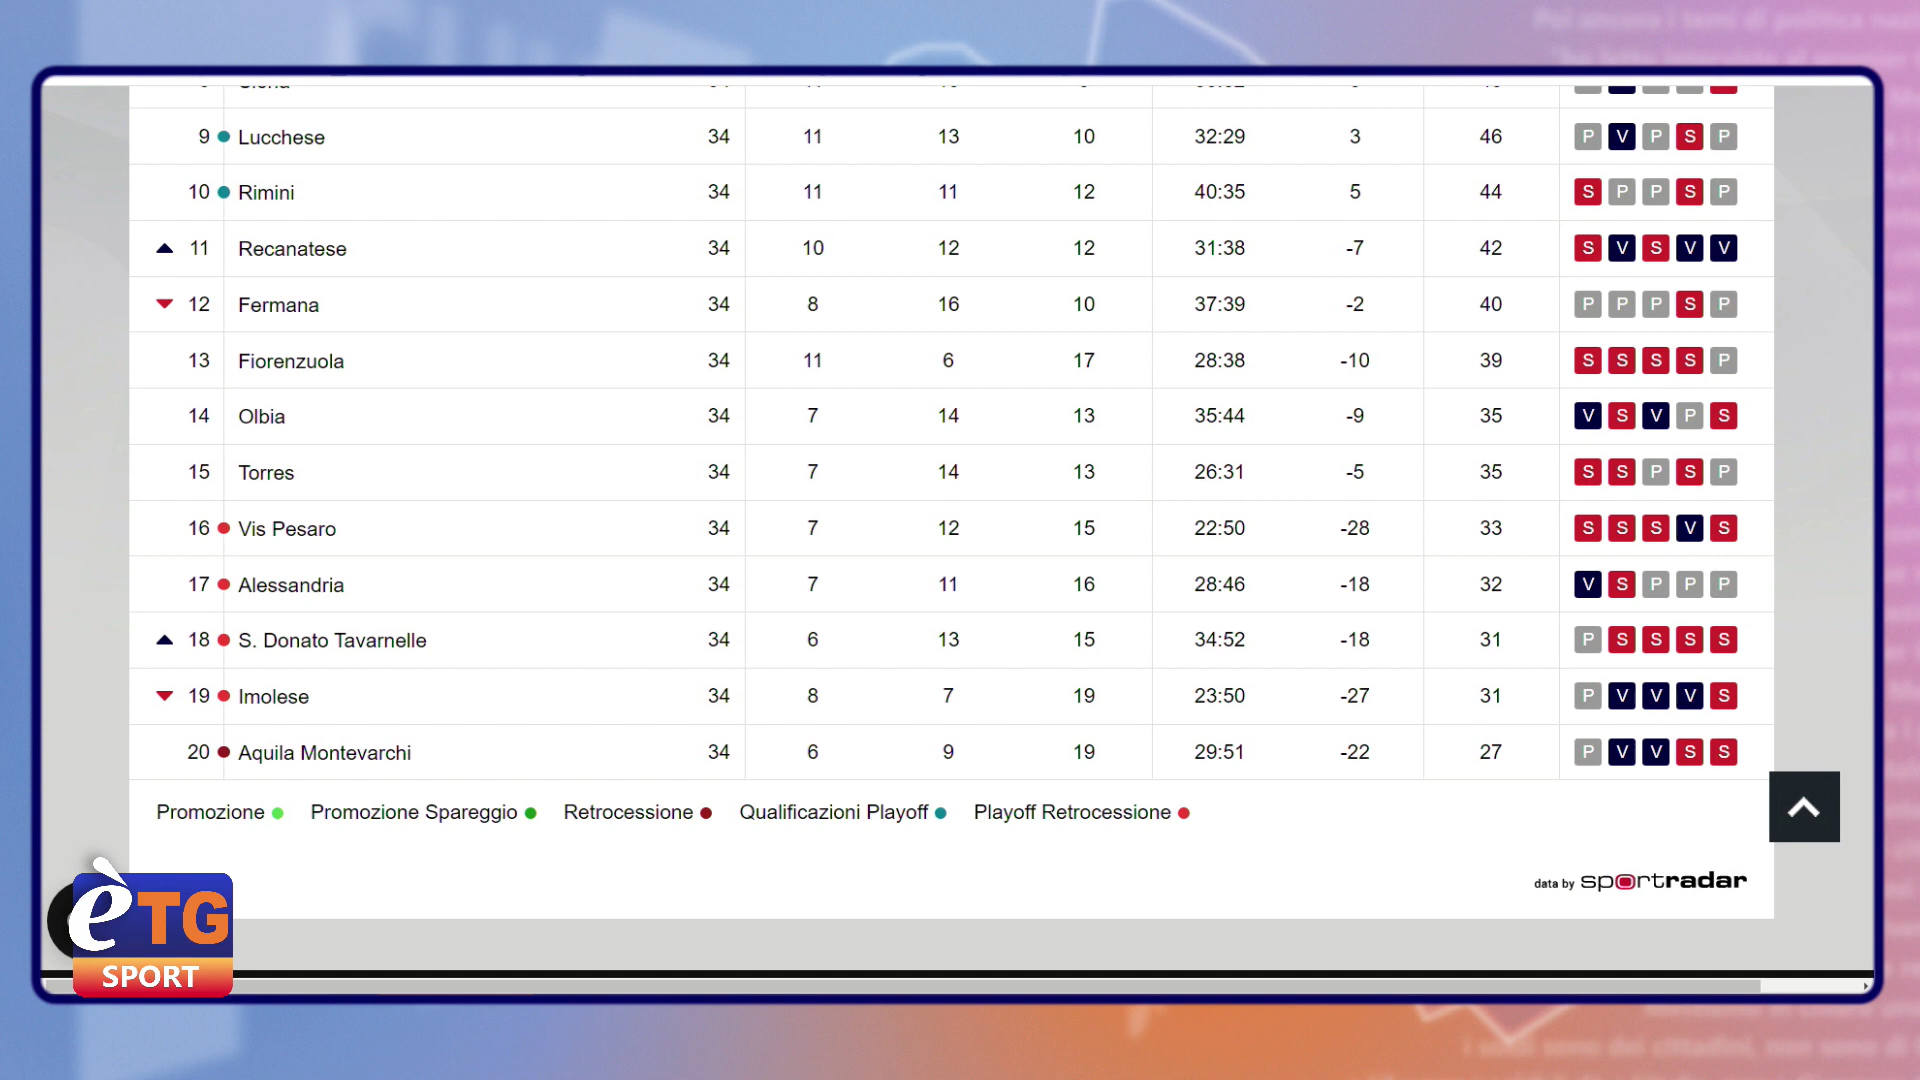 9 Lucchese 34 11 13 10 32:29 3 46 P V P S P
10 Rimini 34 11 11 12 40:35 5 44 S P P S P
11 Recanatese 34 10 12 12 31:38 -7 42 S V S V V
12 Fermana 34 8 16 10 37:39 -2 40 P P P S P
13 Fiorenzuola 34 11 6 17 28:38 -10 39 S S S S P
14 Olbia 34 7 14 13 35:44 -9 35 V S V P S
15 Torres 34 7 14 13 26:31 -5 35 S S P S P
16 Vis Pesaro 34 7 12 15 22:50 -28 33 S S S V S
17 Alessandria 34 7 11 16 28:46 -18 32 V S P P P
18 S. Donato Tavarnelle 34 6 13 15 34:52 -18 31 P S S S S
19 Imolese 34 8 7 19 23:50 -27 31 P V V V S
20 Aquila Montevarchi 34 6 9 19 29:51 -22 27 P V V S S
Promozione Promozione Spareggio Retrocessione Qualificazioni Playoff Playoff Retrocessione
data by sportradar
èTG
SPORT